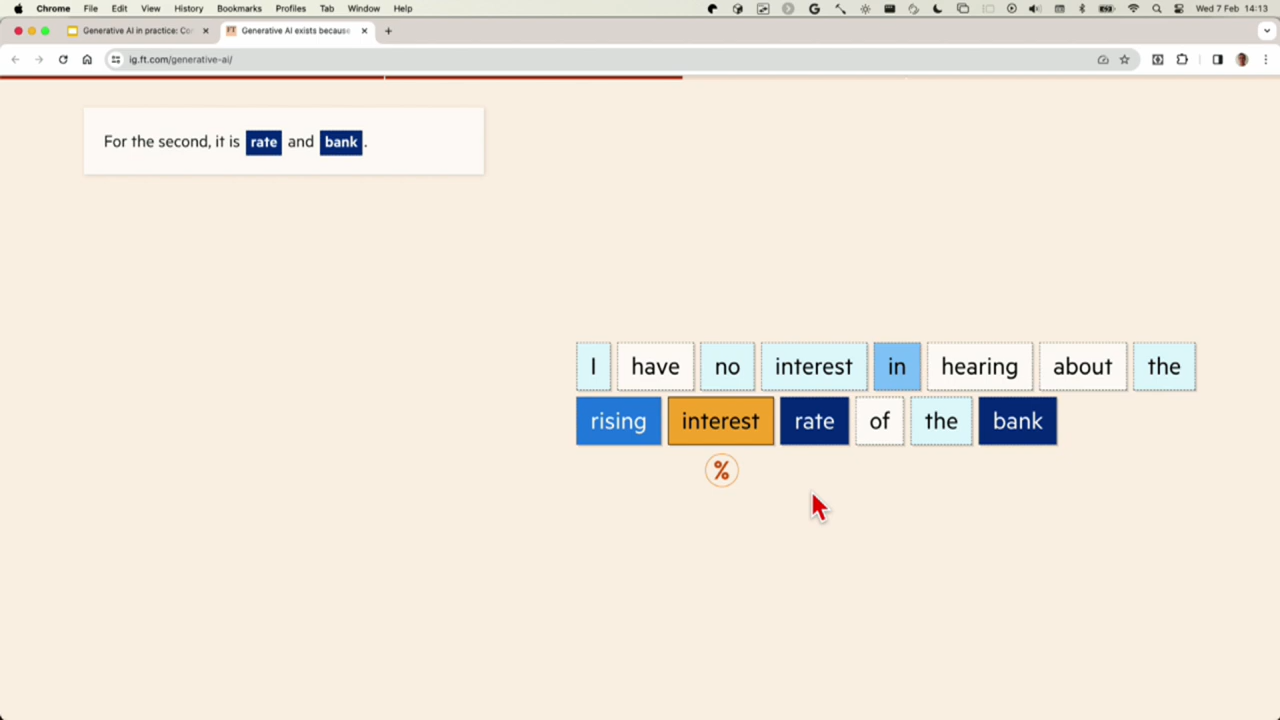 Chrome File Edit View History Bookmarks Profiles Tab Window Help Wed 7 Feb 14:13
Generative AI in practice: Co Generative AI exists because
ig.ft.com/generative-ai/
For the second, it is rate and bank.
I have no interest in hearing about the
rising interest rate of the bank
%